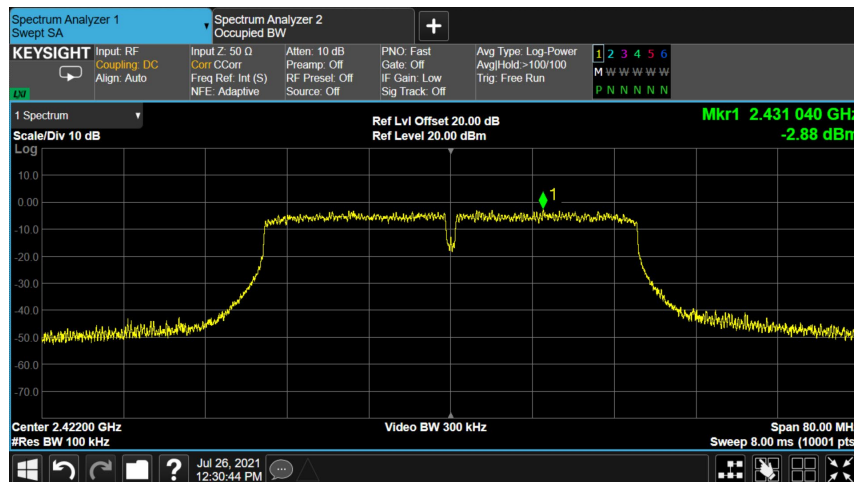 Spectrum Analyzer 1
Swept SA
Spectrum Analyzer 2
Occupied BW
+
KEYSIGHT
Input: RF
Coupling: DC
Align: Auto
Input Z: 50 Ω
Corr CCorr
Freq Ref: Int (S)
NFE: Adaptive
Atten: 10 dB
Preamp: Off
RF Presel: Off
Source: Off
PNO: Fast
Gate: Off
IF Gain: Low
Sig Track: Off
Avg Type: Log-Power
Avg|Hold:>100/100
Trig: Free Run
1 2 3 4 5 6
M W W W W W
P N N N N N
LXI
1 Spectrum
Scale/Div 10 dB
Log
Ref Lvl Offset 20.00 dB
Ref Level 20.00 dBm
Mkr1 2.431 040 GHz
-2.88 dBm
1
10.0
0.00
-10.0
-20.0
-30.0
-40.0
-50.0
-60.0
-70.0
Center 2.42200 GHz
#Res BW 100 kHz
Video BW 300 kHz
Span 80.00 MH
Sweep 8.00 ms (10001 pts
?
Jul 26, 2021
12:30:44 PM